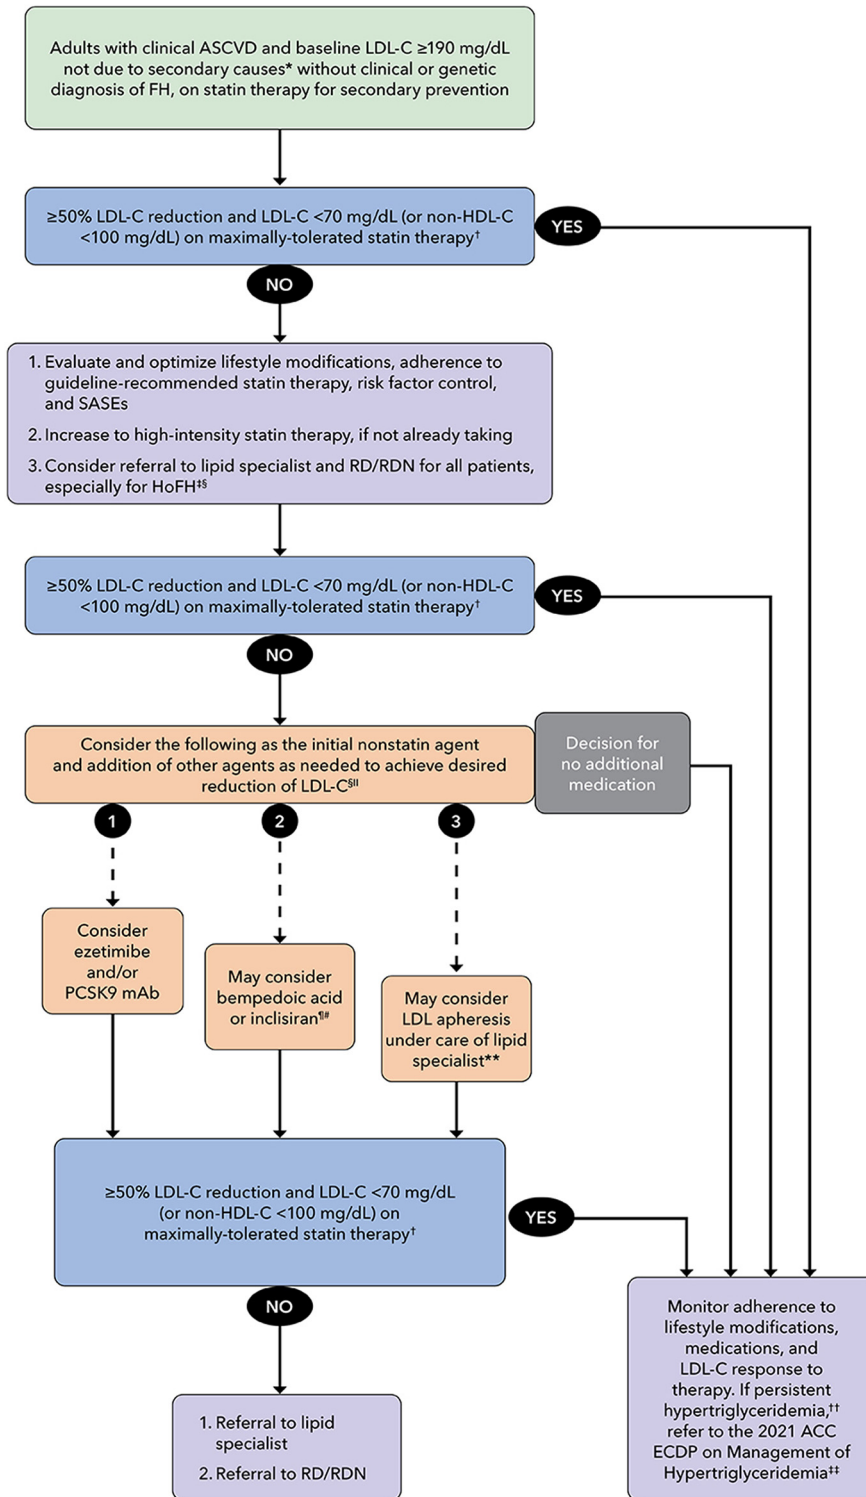 Adults with clinical ASCVD and baseline LDL-C ≥190 mg/dL
not due to secondary causes* without clinical or genetic
diagnosis of FH, on statin therapy for secondary prevention
≥50% LDL-C reduction and LDL-C <70 mg/dL (or non-HDL-C
<100 mg/dL) on maximally-tolerated statin therapy†
YES
NO
1. Evaluate and optimize lifestyle modifications, adherence to
guideline-recommended statin therapy, risk factor control,
and SASEs
2. Increase to high-intensity statin therapy, if not already taking
3. Consider referral to lipid specialist and RD/RDN for all patients,
especially for HoFH‡§
≥50% LDL-C reduction and LDL-C <70 mg/dL (or non-HDL-C
<100 mg/dL) on maximally-tolerated statin therapy†
YES
NO
Consider the following as the initial nonstatin agent
and addition of other agents as needed to achieve desired
reduction of LDL-C§II
Decision for
no additional
medication
1
2
3
Consider
ezetimibe
and/or
PCSK9 mAb
May consider
bempedoic acid
or inclisiran¶#
May consider
LDL apheresis
under care of lipid
specialist**
≥50% LDL-C reduction and LDL-C <70 mg/dL
(or non-HDL-C <100 mg/dL) on
maximally-tolerated statin therapy†
YES
NO
1. Referral to lipid
specialist
2. Referral to RD/RDN
Monitor adherence to
lifestyle modifications,
medications, and
LDL-C response to
therapy. If persistent
hypertriglyceridemia,††
refer to the 2021 ACC
ECDP on Management of
Hypertriglyceridemia‡‡